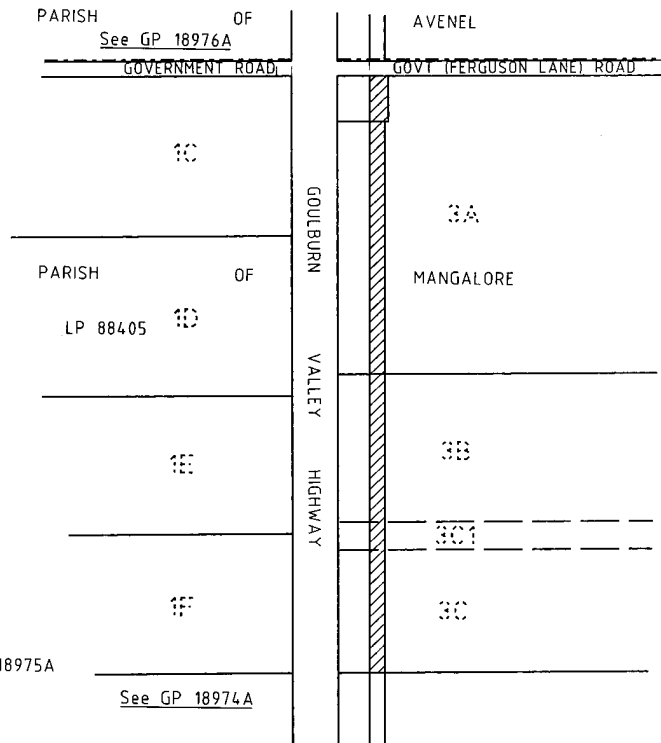 PARISH OF AVENEL
See GP 18976A
GOVERNMENT ROAD
GOVT (FERGUSON LANE) ROAD
1C
3A
GOULBURN VALLEY HIGHWAY
PARISH OF MANGALORE
LP 88405
1D
1E
3B
3C1
1F
3C
18975A
See GP 18974A